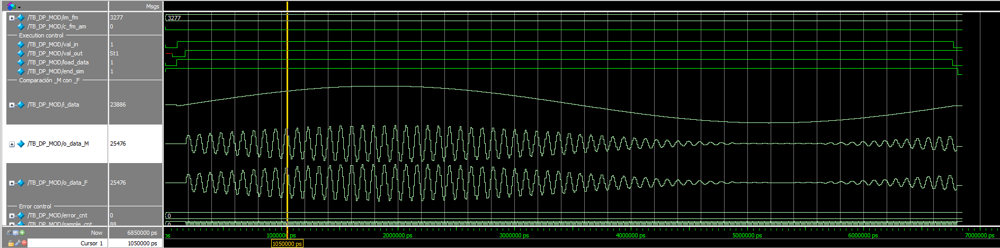 Msgs
/TB_DP_MOD/im_fm 3277 3277
/TB_DP_MOD/c_fm_am 0
Execution control
/TB_DP_MOD/val_in 1
/TB_DP_MOD/val_out St1
/TB_DP_MOD/load_data 1
/TB_DP_MOD/end_sim 1
Comparación _M con _F
/TB_DP_MOD/i_data 23886
/TB_DP_MOD/o_data_M 25476
/TB_DP_MOD/o_data_F 25476
Error control
/TB_DP_MOD/error_cnt 0 0
/TB_DP_MOD/sample_cnt 88 0
Now 6850000 ps ps 1000000 ps 2000000 ps 3000000 ps 4000000 ps 5000000 ps 6000000 ps 7000000 ps
Cursor 1 1050000 ps 1050000 ps